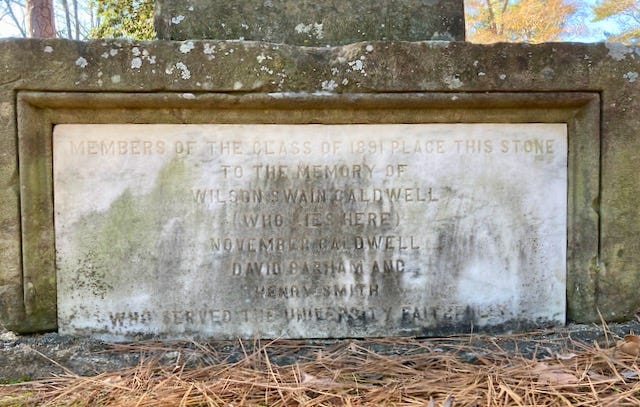 MEMBERS OF THE CLASS OF 1891 PLACE THIS STONE
TO THE MEMORY OF
WILSON SWAIN CALDWELL
(WHO LIES HERE)
NOVEMBER CALDWELL
DAVID BARHAM AND
HENRY SMITH
WHO SERVED THE UNIVERSITY FAITHFULLY